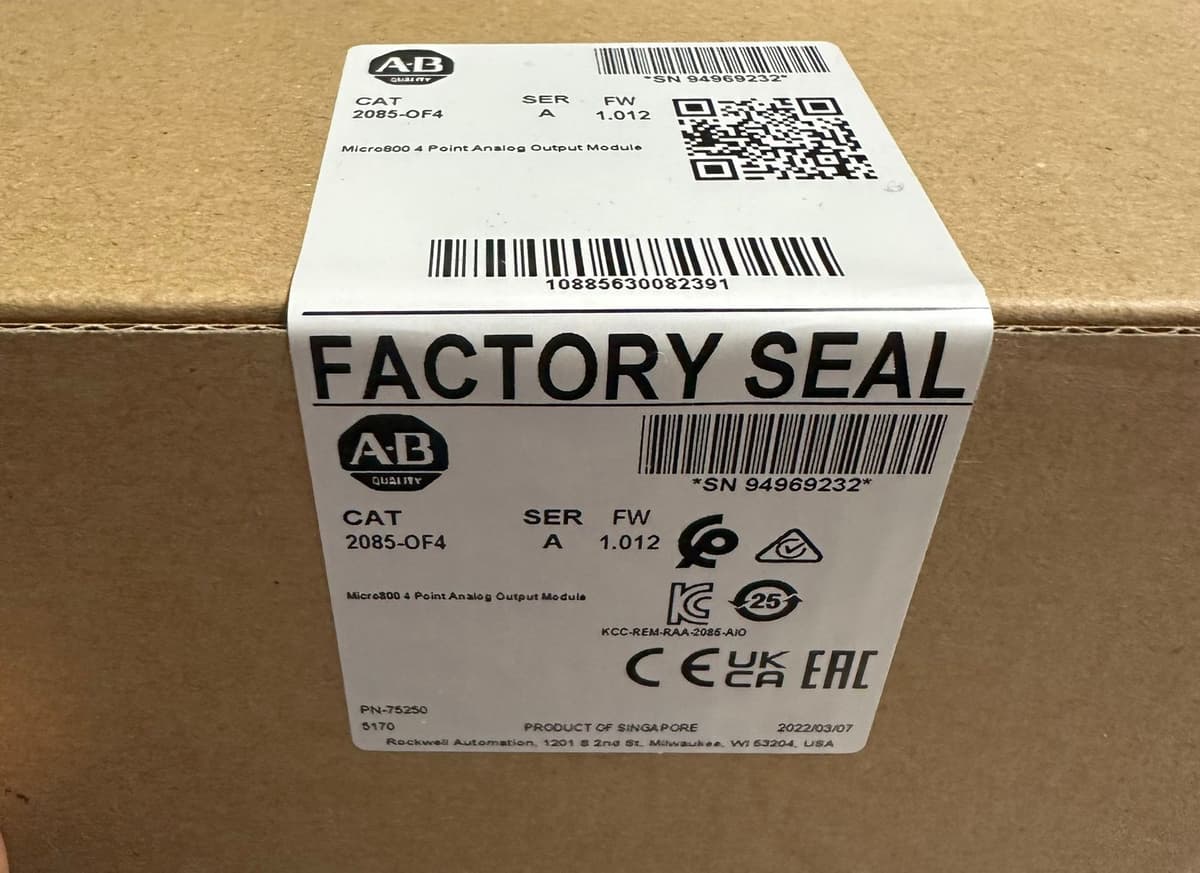 A·B
QUALITY
*SN 94969232*
CAT SER FW
2085-OF4 A 1.012
Micro800 4 Point Analog Output Module
10885630082391
FACTORY SEAL
A·B
QUALITY
*SN 94969232*
CAT SER FW
2085-OF4 A 1.012
Micro800 4 Point Analog Output Module
KC 25
KCC-REM-RAA-2085-AIO
CE UK CA EAC
PN-75250
5170 PRODUCT OF SINGAPORE 2022/03/07
Rockwell Automation, 1201 S 2nd St. Milwaukee, WI 53204, USA